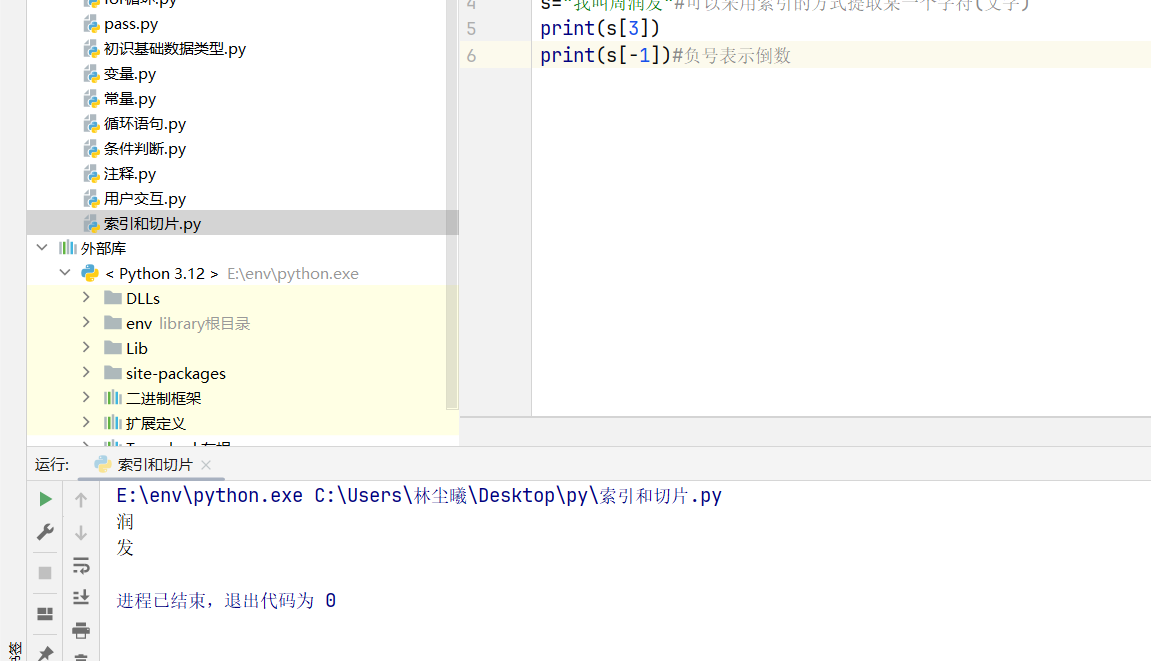 for循环.py
pass.py
初识基础数据类型.py
变量.py
常量.py
循环语句.py
条件判断.py
注释.py
用户交互.py
索引和切片.py
外部库
< Python 3.12 > E:\env\python.exe
DLLs
env library根目录
Lib
site-packages
二进制框架
扩展定义
4 s="我叫周润发"#可以采用索引的方式提取某一个字符(文字)
5 print(s[3])
6 print(s[-1])#负号表示倒数
运行: 索引和切片
E:\env\python.exe C:\Users\林尘曦\Desktop\py\索引和切片.py
润
发
进程已结束，退出代码为 0